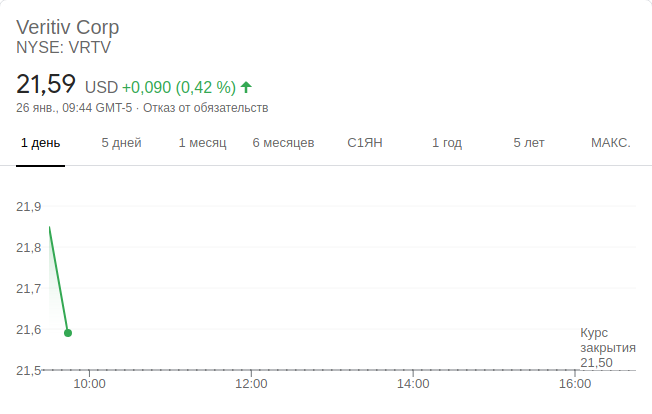 Veritiv Corp
NYSE: VRTV
21,59 USD +0,090 (0,42 %)
26 янв., 09:44 GMT-5 · Отказ от обязательств
1 день 5 дней 1 месяц 6 месяцев С1ЯН 1 год 5 лет МАКС.
21,9
21,8
21,7
21,6
21,5
Курс
закрытия
21,50
10:00 12:00 14:00 16:00